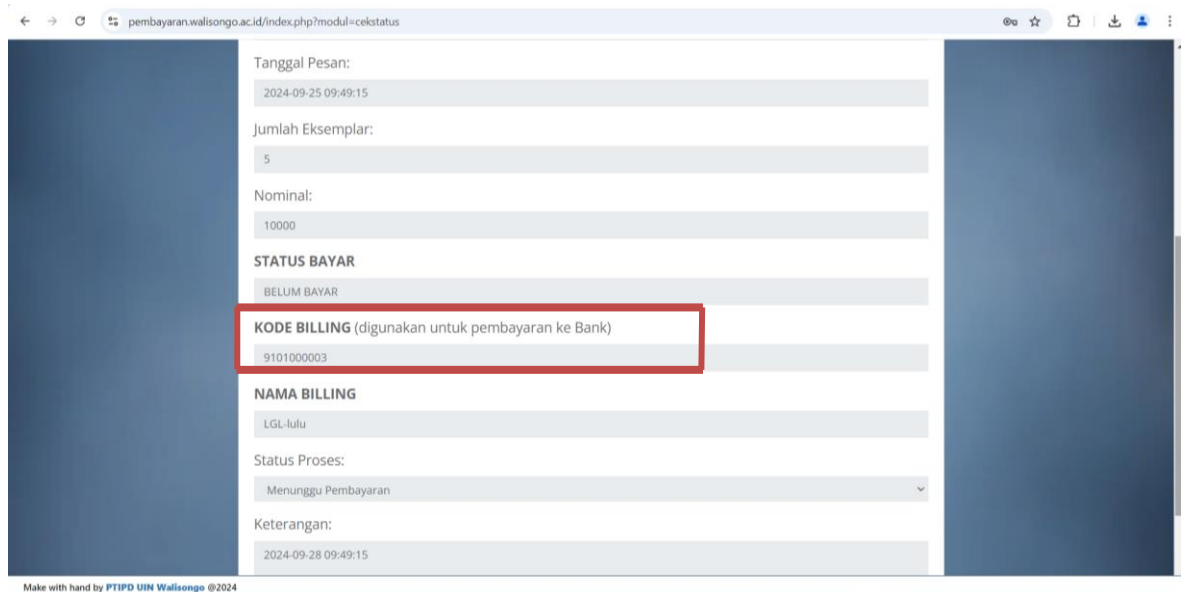 pembayaran.walisongo.ac.id/index.php?modul=cekstatus
Tanggal Pesan:
2024-09-25 09:49:15
Jumlah Eksemplar:
5
Nominal:
10000
STATUS BAYAR
BELUM BAYAR
KODE BILLING (digunakan untuk pembayaran ke Bank)
9101000003
NAMA BILLING
LGL-lulu
Status Proses:
Menunggu Pembayaran
Keterangan:
2024-09-28 09:49:15
Make with hand by PTIPD UIN Walisongo @2024